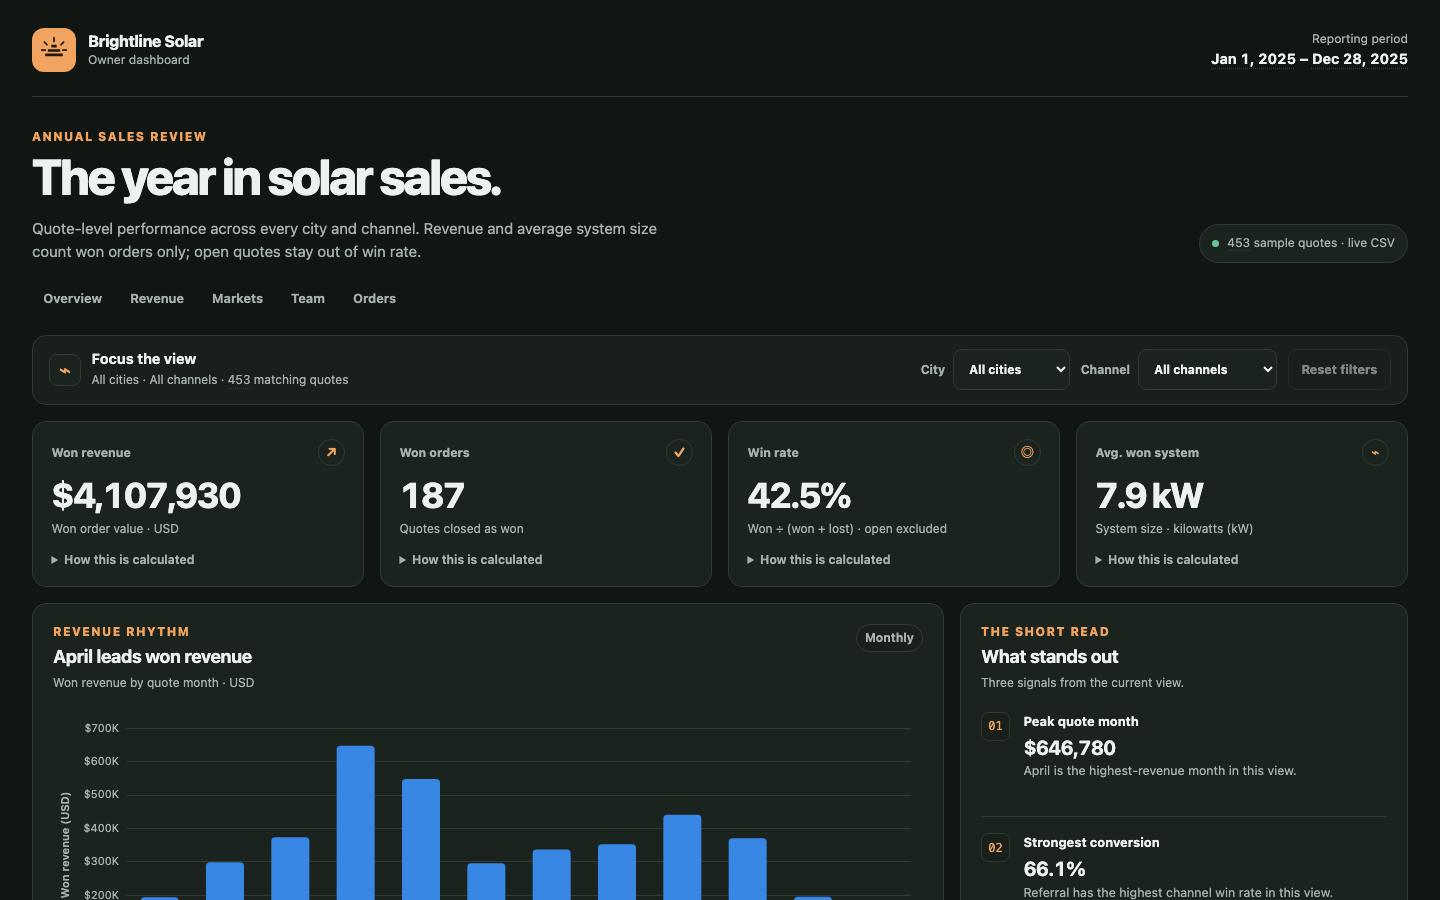 Brightline Solar
Owner dashboard
Reporting period
Jan 1, 2025 – Dec 28, 2025
ANNUAL SALES REVIEW
The year in solar sales.
Quote-level performance across every city and channel. Revenue and average system size
count won orders only; open quotes stay out of win rate.
453 sample quotes · live CSV
Overview
Revenue
Markets
Team
Orders
Focus the view
All cities · All channels · 453 matching quotes
City
All cities
Channel
All channels
Reset filters
Won revenue
$4,107,930
Won order value · USD
How this is calculated
Won orders
187
Quotes closed as won
How this is calculated
Win rate
42.5%
Won ÷ (won + lost) · open excluded
How this is calculated
Avg. won system
7.9 kW
System size · kilowatts (kW)
How this is calculated
REVENUE RHYTHM
April leads won revenue
Won revenue by quote month · USD
Monthly
$700K
$600K
$500K
$400K
$300K
$200K
Won revenue (USD)
THE SHORT READ
What stands out
Three signals from the current view.
01
Peak quote month
$646,780
April is the highest-revenue month in this view.
02
Strongest conversion
66.1%
Referral has the highest channel win rate in this view.